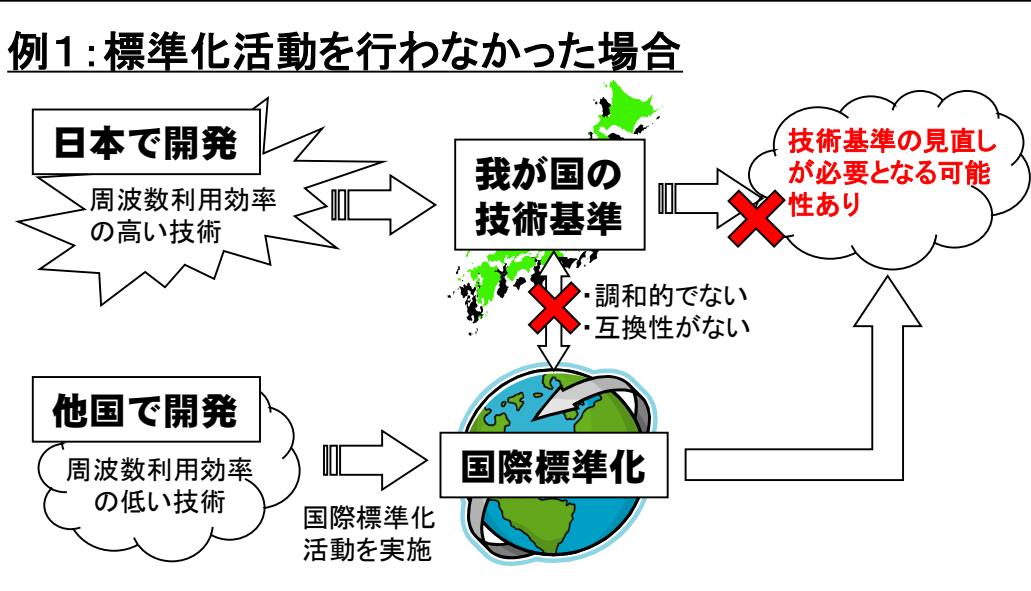 例１：標準化活動を行わなかった場合
日本で開発
周波数利用効率
の高い技術
我が国の
技術基準
技術基準の見直し
が必要となる可能
性あり
・調和的でない
・互換性がない
他国で開発
周波数利用効率
の低い技術
国際標準化
活動を実施
国際標準化